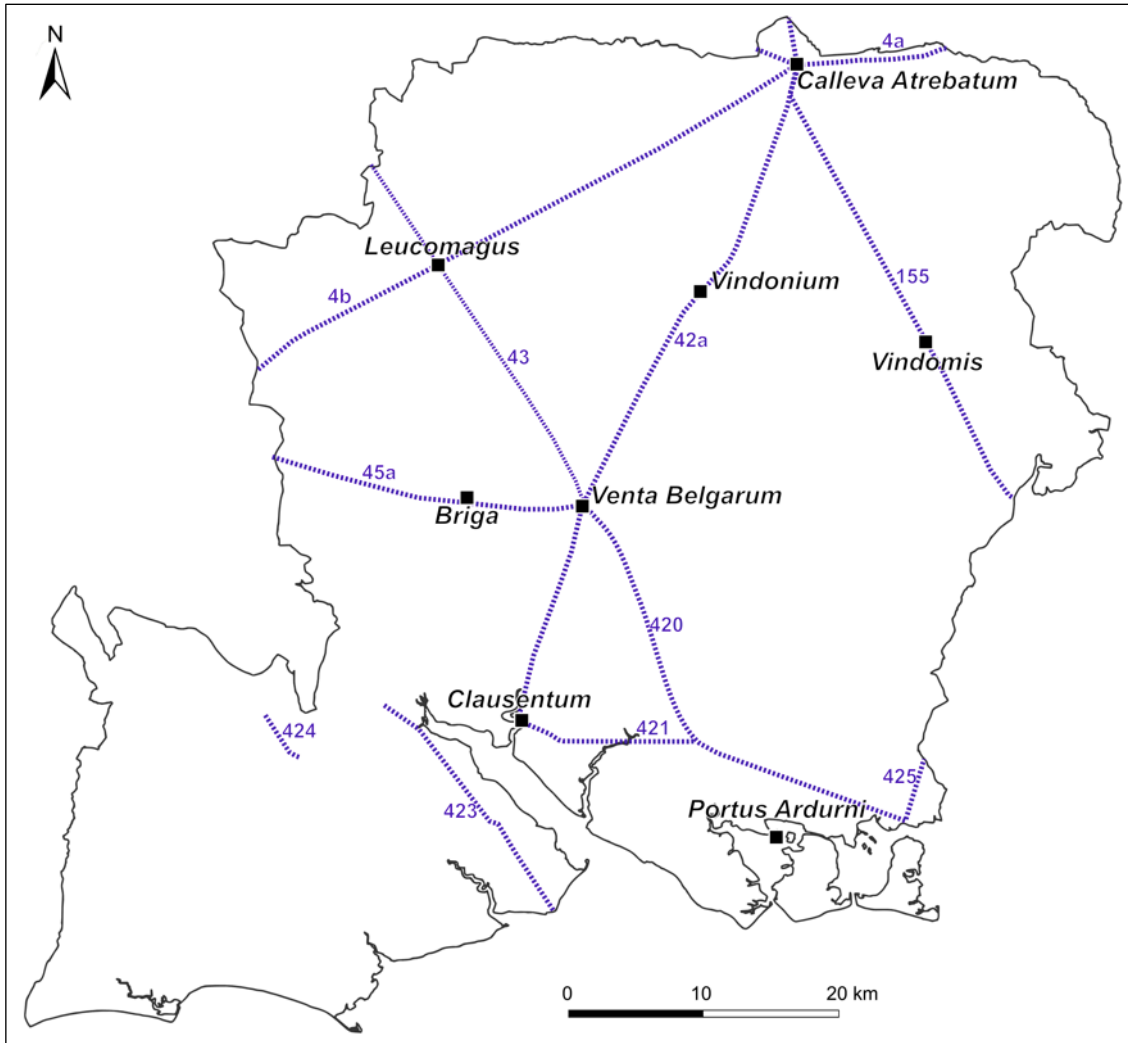 N
4a
Calleva Atrebatum
Leucomagus
4b
Vindonium
155
43
42a
Vindomis
45a
Venta Belgarum
Briga
420
Clausentum
421
424
425
423
Portus Ardurni
0 10 20 km